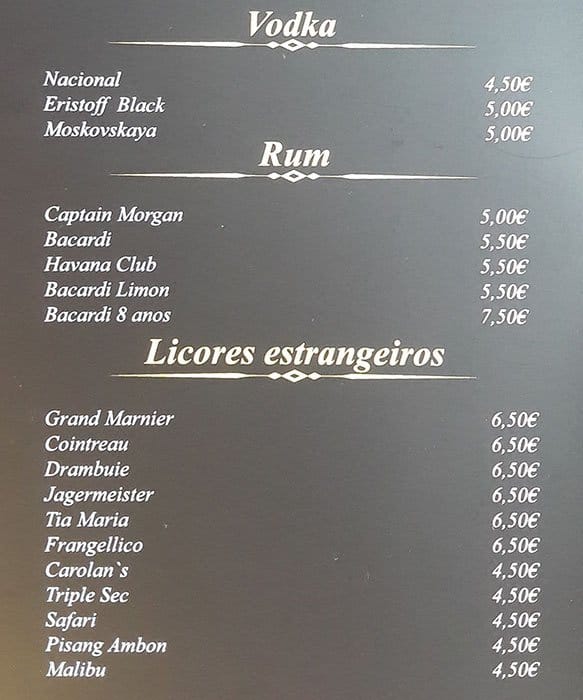 Vodka
Nacional 4,50€
Eristoff Black 5,00€
Moskovskaya 5,00€
Rum
Captain Morgan 5,00€
Bacardi 5,50€
Havana Club 5,50€
Bacardi Limon 5,50€
Bacardi 8 anos 7,50€
Licores estrangeiros
Grand Marnier 6,50€
Cointreau 6,50€
Drambuie 6,50€
Jagermeister 6,50€
Tia Maria 6,50€
Frangellico 6,50€
Carolan`s 4,50€
Triple Sec 4,50€
Safari 4,50€
Pisang Ambon 4,50€
Malibu 4,50€